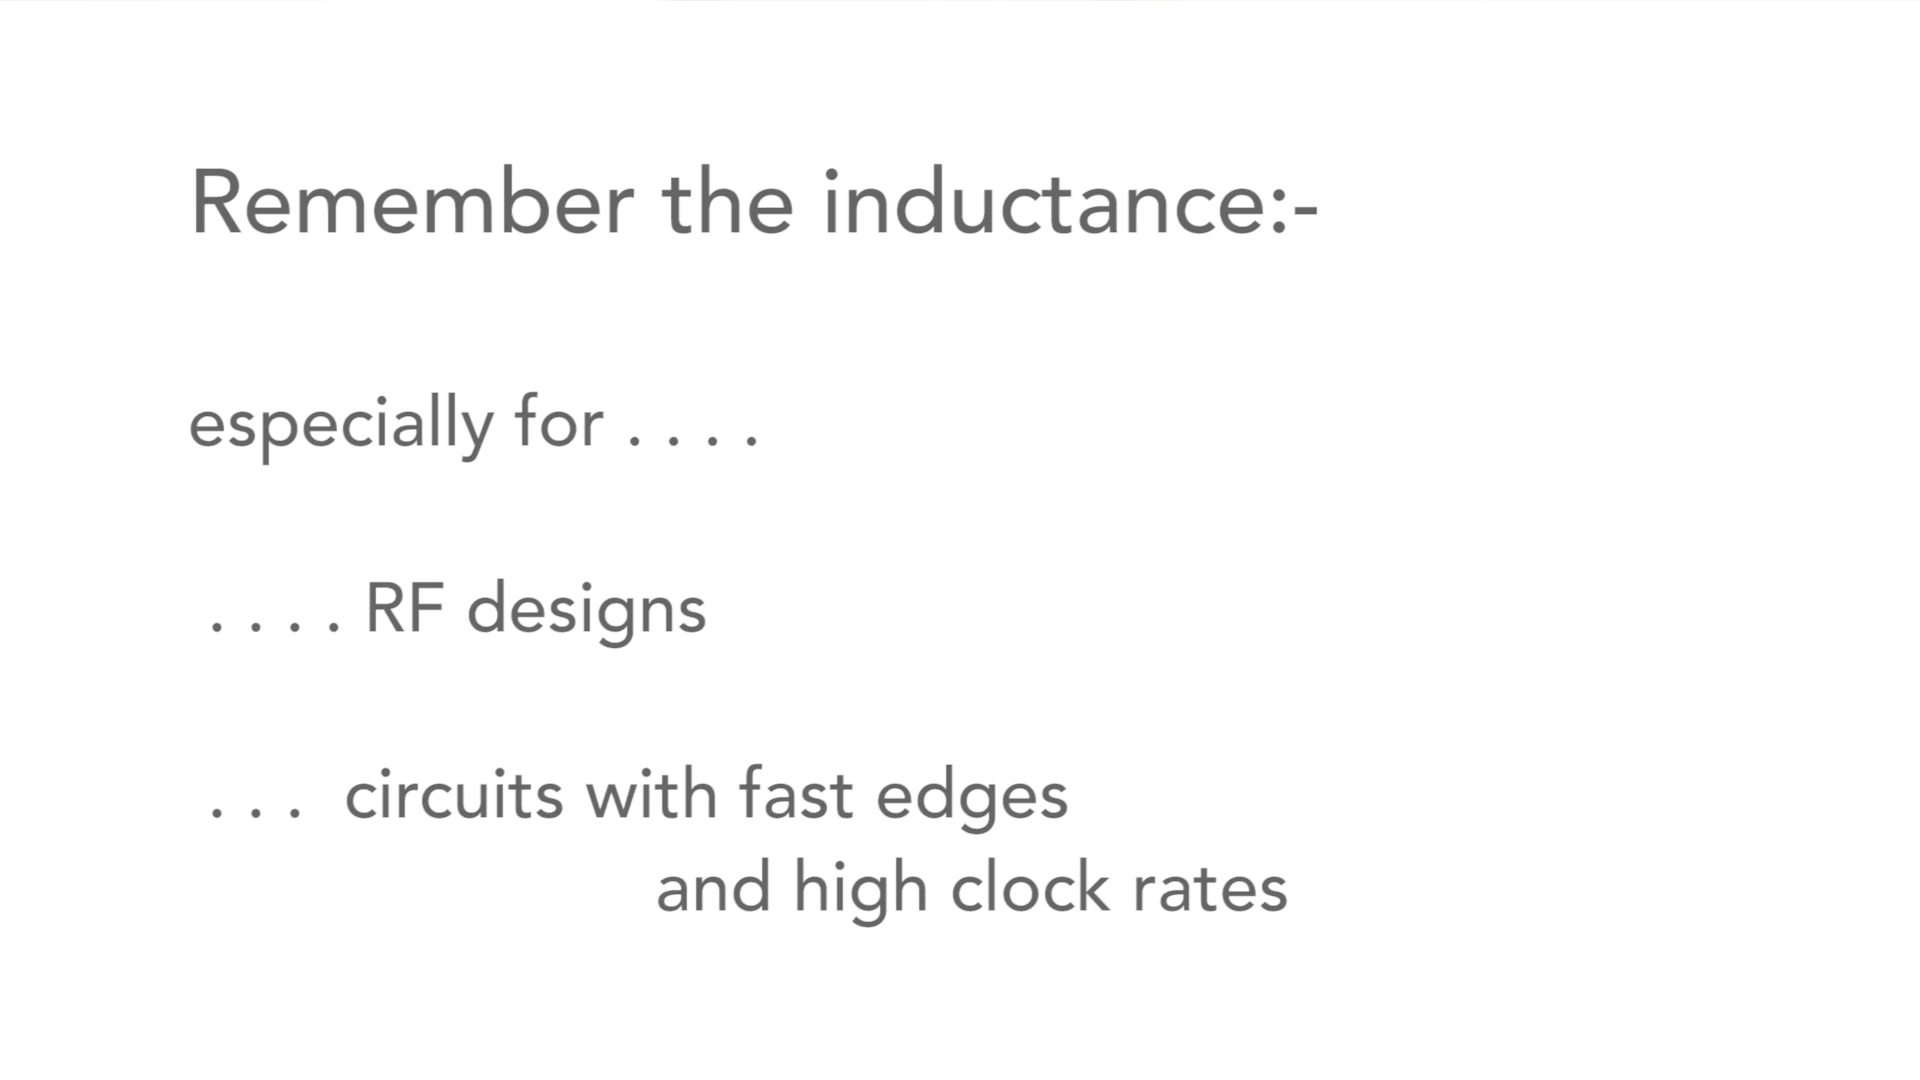 Remember the inductance:-
especially for . . . .
. . . . RF designs
. . .  circuits with fast edges
and high clock rates